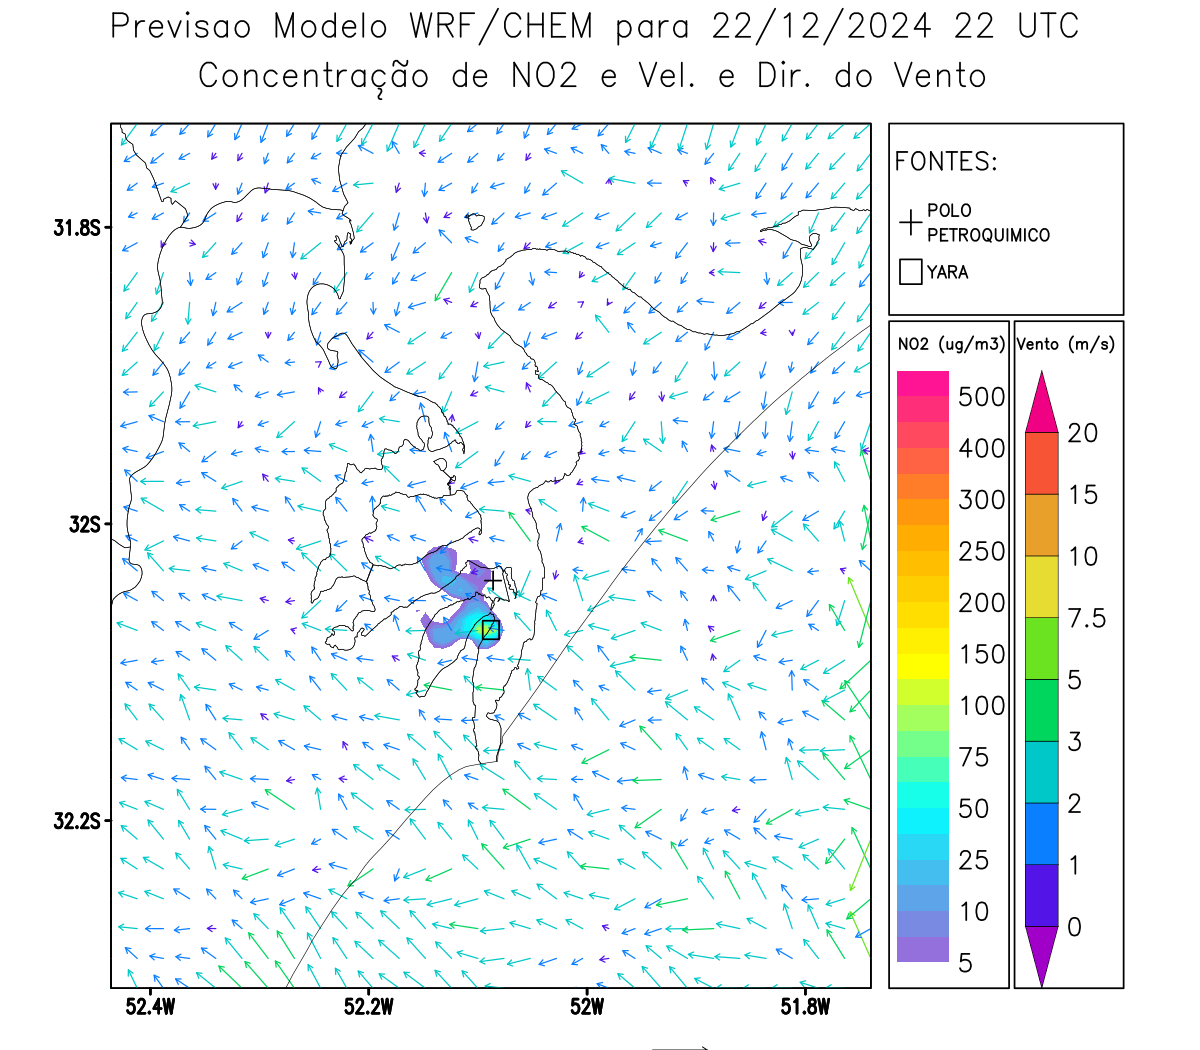 Previsao Modelo WRF/CHEM para 22/12/2024 22 UTC
Concentração de NO2 e Vel. e Dir. do Vento
FONTES:
POLO
PETROQUIMICO
YARA
NO2 (ug/m3)
500
400
300
250
200
150
100
75
50
25
10
5
Vento (m/s)
20
15
10
7.5
5
3
2
1
0
31.8S
32S
32.2S
52.4W
52.2W
52W
51.8W